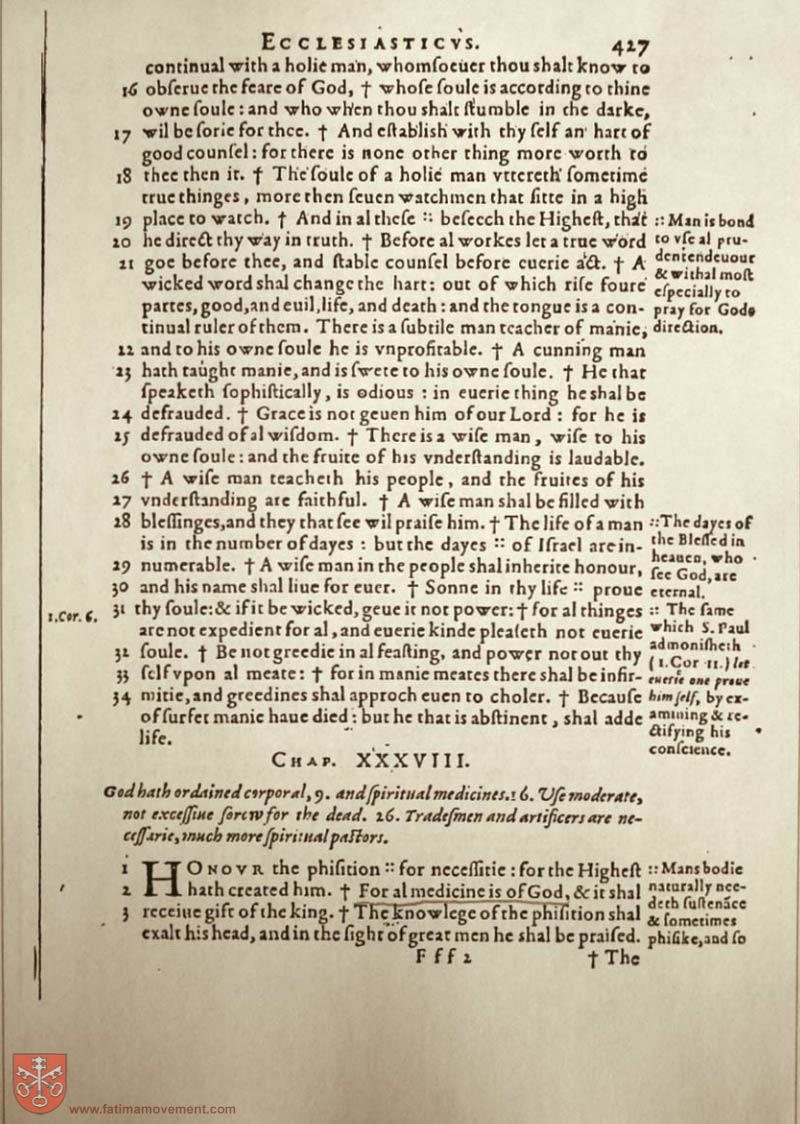 ECCLESIASTICVS. 427
continual with a holie man, whomſoeuer thou shalt know to
16 obſerue the feare of God, † whoſe ſoule is according to thine
owne ſoule: and who when thou shalt ſtumble in the darke,
17 wil be ſorie for thee. † And eſtablish with thy ſelf an hart of
good counſel: for there is none other thing more worth to
18 thee then it. † The ſoule of a holie man vttereth ſometime
true thinges, more then ſeuen watchmen that ſitte in a high
19 place to watch. † And in al theſe :: beſeech the Higheſt, that
20 he direct thy way in truth. † Before al workes let a true word
21 goe before thee, and ſtable counſel before euerie act. † A
wicked word shal change the hart: out of which riſe foure
partes, good, and euil, life, and death: and the tongue is a con-
tinual ruler of them. There is a ſubtile man teacher of manie,
22 and to his owne ſoule he is vnprofitable. † A cunning man
23 hath taught manie, and is ſwete to his owne ſoule. † He that
ſpeaketh ſophiſtically, is odious : in euerie thing he shal be
24 defrauded. † Grace is not geuen him of our Lord : for he is
25 defrauded of al wiſdom. † There is a wiſe man, wiſe to his
owne ſoule: and the fruite of his vnderſtanding is laudable.
26 † A wiſe man teacheth his people, and the fruites of his
27 vnderſtanding are faithful. † A wiſe man shal be filled with
28 bleſſinges, and they that ſee wil praiſe him. † The life of a man
is in the number of dayes : but the dayes :: of Iſrael are in-
29 numerable. † A wiſe man in the people shal inherite honour,
30 and his name shal liue for euer. † Sonne in thy life :: proue
31 thy ſoule: & if it be wicked, geue it not power: † for al thinges
are not expedient for al, and euerie kinde pleaſeth not euerie
32 ſoule. † Be not greedie in al feaſting, and power not out thy
33 ſelf vpon al meate: † for in manie meates there shal be infir-
34 mitie, and greedines shal approch euen to choler. † Becauſe
of ſurfet manie haue died: but he that is abſtinent, shal adde
life.
:: Man is bond
to vſe al pru-
dent endeuour
& withal moſt
eſpecially to
pray for Gods
direction.
:: The dayes of
the Bleſſed in
heauen, who
ſee God, are
eternal.
1. Cor. 6.
:: The ſame
which S. Paul
admonisheth
(1. Cor 11.) let
euerie one proue
him ſelf, by ex-
amining & re-
ctifying his
conſcience.
CHAP. XXXVIII.
God hath ordained corporal, 9. and ſpiritual medicines. 16. Vſe moderate,
not exceſſiue ſorow for the dead. 26. Tradeſmen and artificers are ne-
ceſſarie, much more ſpiritual paſtors.
1 HONOVR the phiſition :: for neceſſitie : for the Higheſt
2 hath created him. † For al medicine is of God, & it shal
3 receiue gift of the king. † The knowlege of the phiſition shal
exalt his head, and in the ſight of great men he shal be praiſed.
:: Mans bodie
naturally nee-
deth ſuſtenãce
& ſometimes
phiſike, and ſo
Fff 2 † The
www.fatimamovement.com